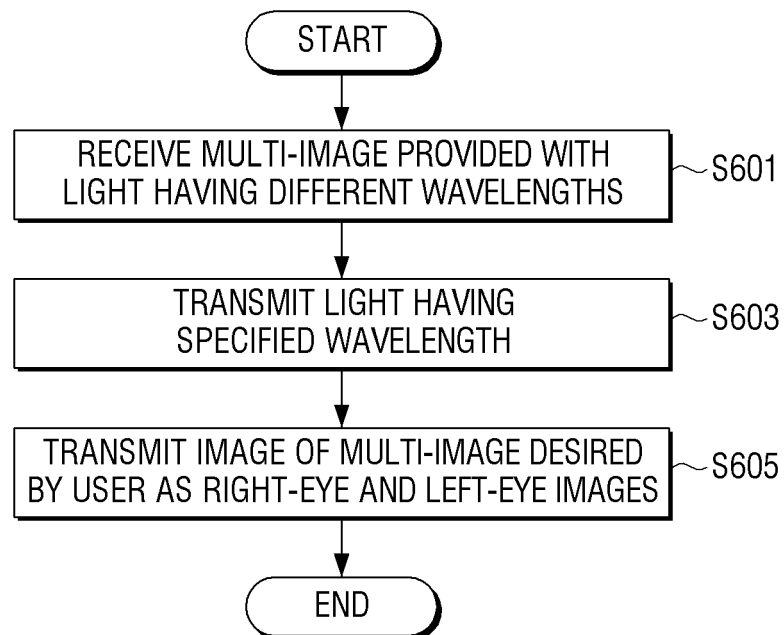 START
RECEIVE MULTI-IMAGE PROVIDED WITH
LIGHT HAVING DIFFERENT WAVELENGTHS
S601
TRANSMIT LIGHT HAVING
SPECIFIED WAVELENGTH
S603
TRANSMIT IMAGE OF MULTI-IMAGE DESIRED
BY USER AS RIGHT-EYE AND LEFT-EYE IMAGES
S605
END